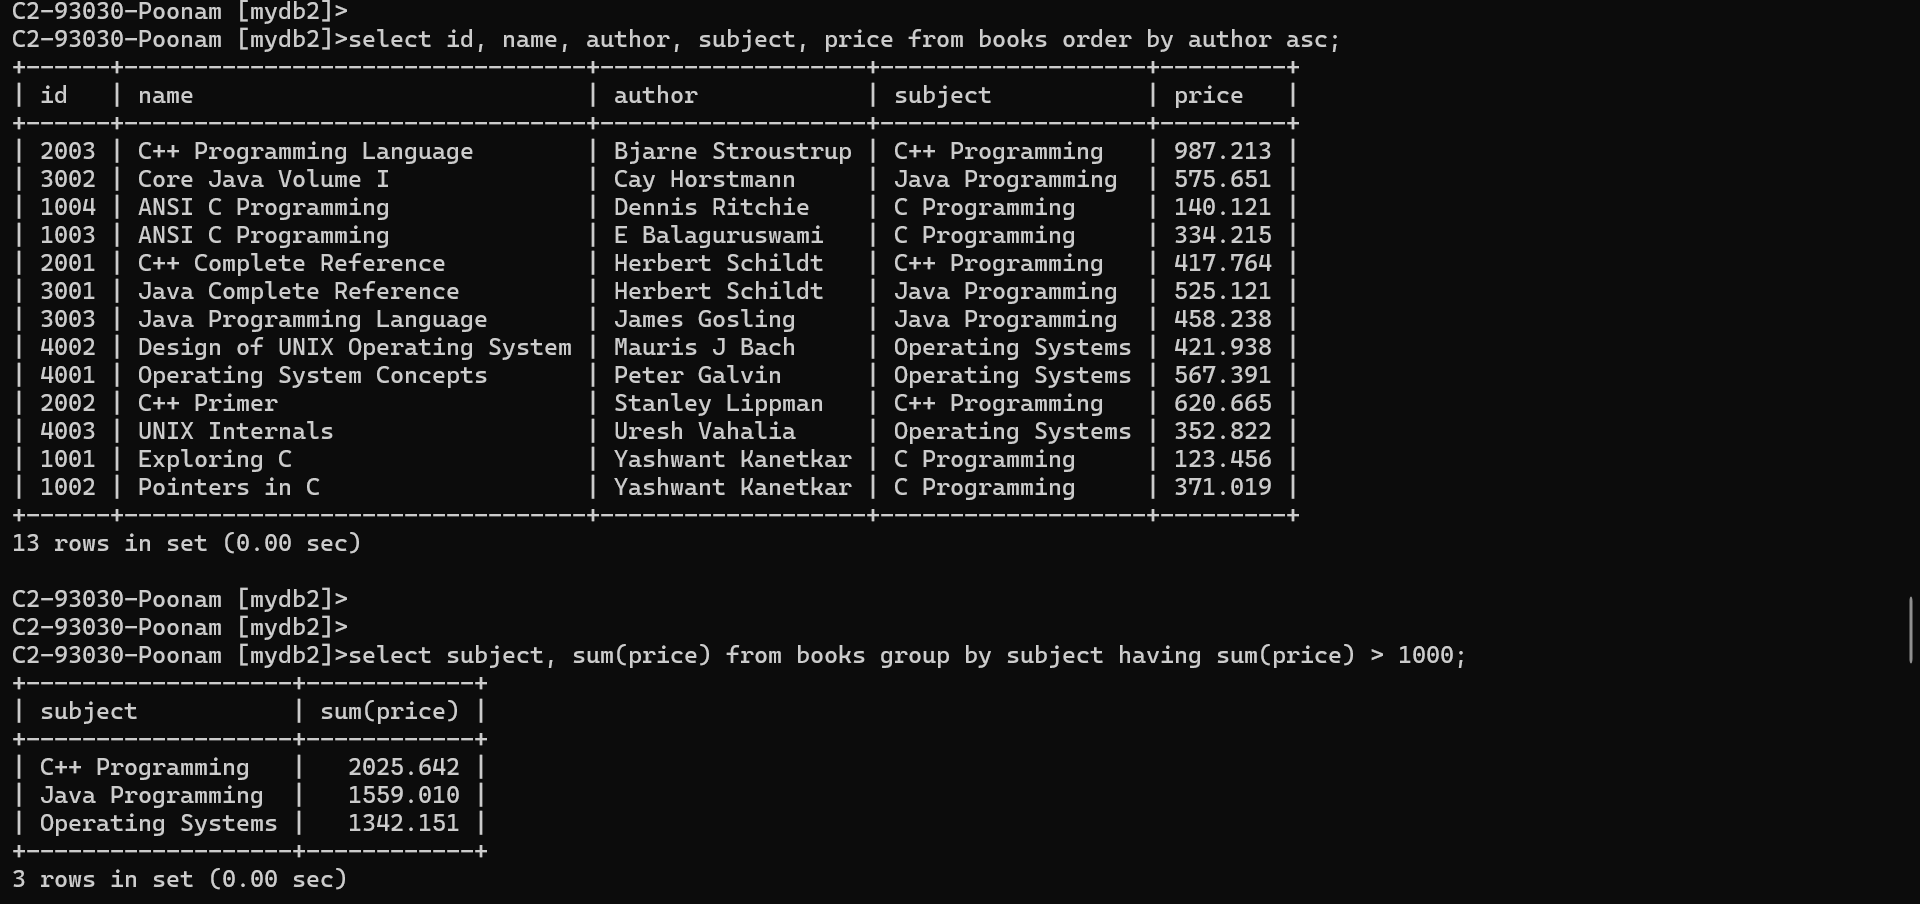 C2-93030-Poonam [mydb2]>
C2-93030-Poonam [mydb2]>select id, name, author, subject, price from books order by author asc;
+------+---------------------------------+-------------------+-------------------+---------+
| id   | name                            | author            | subject           | price   |
+------+---------------------------------+-------------------+-------------------+---------+
| 2003 | C++ Programming Language        | Bjarne Stroustrup | C++ Programming   | 987.213 |
| 3002 | Core Java Volume I              | Cay Horstmann     | Java Programming  | 575.651 |
| 1004 | ANSI C Programming              | Dennis Ritchie    | C Programming     | 140.121 |
| 1003 | ANSI C Programming              | E Balaguruswami   | C Programming     | 334.215 |
| 2001 | C++ Complete Reference          | Herbert Schildt   | C++ Programming   | 417.764 |
| 3001 | Java Complete Reference         | Herbert Schildt   | Java Programming  | 525.121 |
| 3003 | Java Programming Language       | James Gosling     | Java Programming  | 458.238 |
| 4002 | Design of UNIX Operating System | Mauris J Bach     | Operating Systems | 421.938 |
| 4001 | Operating System Concepts       | Peter Galvin      | Operating Systems | 567.391 |
| 2002 | C++ Primer                      | Stanley Lippman   | C++ Programming   | 620.665 |
| 4003 | UNIX Internals                  | Uresh Vahalia     | Operating Systems | 352.822 |
| 1001 | Exploring C                     | Yashwant Kanetkar | C Programming     | 123.456 |
| 1002 | Pointers in C                   | Yashwant Kanetkar | C Programming     | 371.019 |
+------+---------------------------------+-------------------+-------------------+---------+
13 rows in set (0.00 sec)

C2-93030-Poonam [mydb2]>
C2-93030-Poonam [mydb2]>
C2-93030-Poonam [mydb2]>select subject, sum(price) from books group by subject having sum(price) > 1000;
+-------------------+------------+
| subject           | sum(price) |
+-------------------+------------+
| C++ Programming   |   2025.642 |
| Java Programming  |   1559.010 |
| Operating Systems |   1342.151 |
+-------------------+------------+
3 rows in set (0.00 sec)